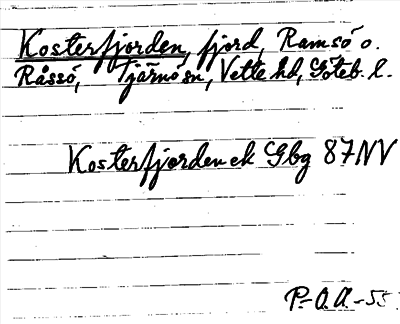 Kosterfjorden, fjord, Ramsö o.
Råssö, Tjärnö sn, Vette hd, Göteb. l.
Kosterfjorden ek Gbg 87NV
P-O.A.-55